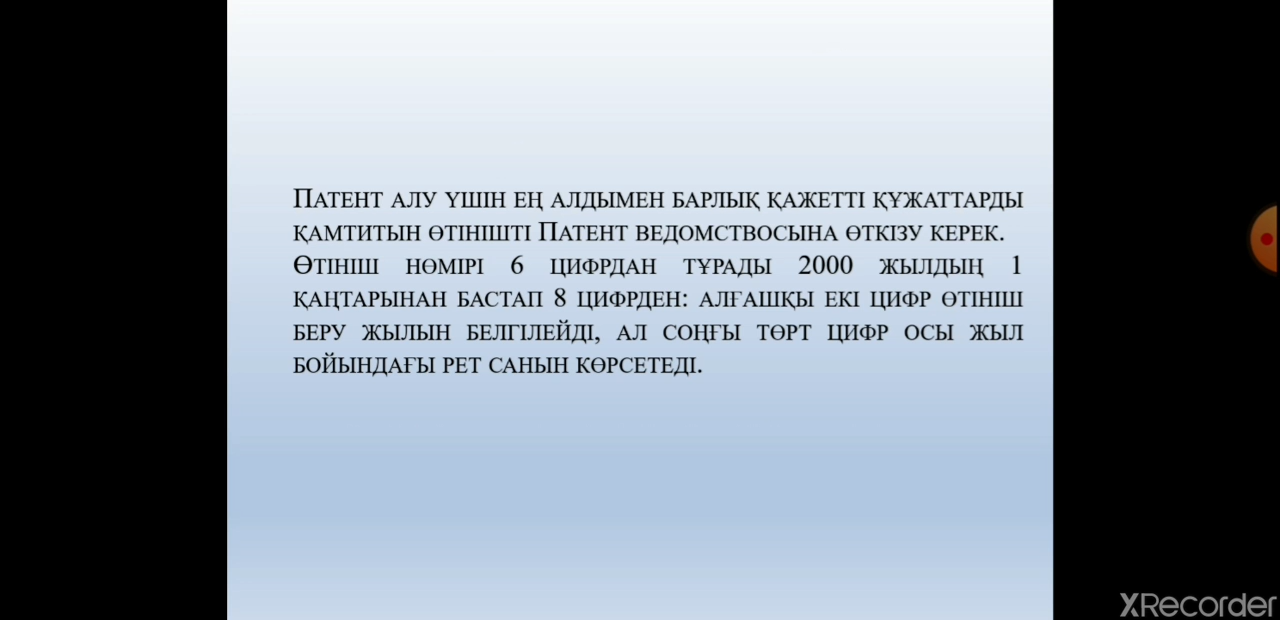 Патент алу үшін ең алдымен барлық қажетті құжаттарды
қамтитын өтінішті Патент ведомствосына өткізу керек.
Өтініш нөмірі 6 цифрдан тұрады 2000 жылдың 1
қаңтарынан бастап 8 цифрден: алғашқы екі цифр өтініш
беру жылын белгілейді, ал соңғы төрт цифр осы жыл
бойындағы рет санын көрсетеді.
XRecorder